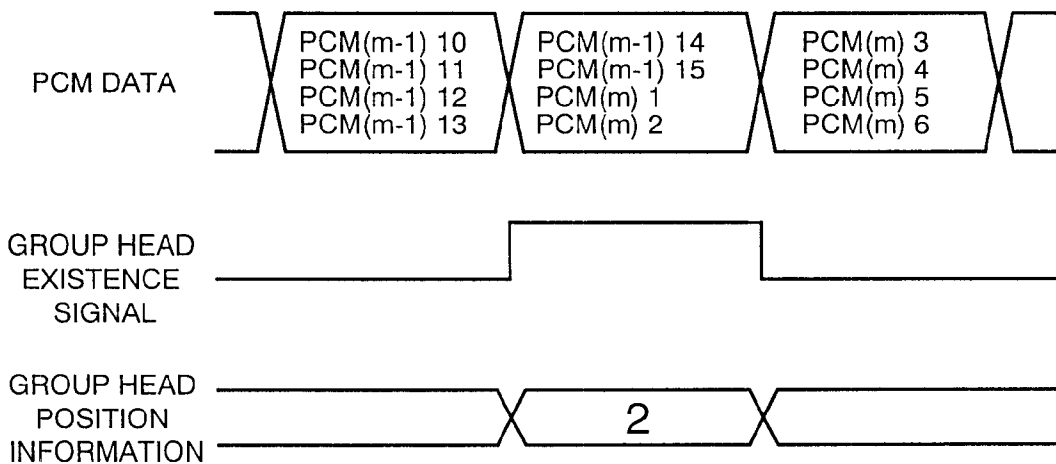 PCM DATA
PCM(m-1) 10
PCM(m-1) 11
PCM(m-1) 12
PCM(m-1) 13
PCM(m-1) 14
PCM(m-1) 15
PCM(m) 1
PCM(m) 2
PCM(m) 3
PCM(m) 4
PCM(m) 5
PCM(m) 6
GROUP HEAD
EXISTENCE
SIGNAL
GROUP HEAD
POSITION
INFORMATION
2